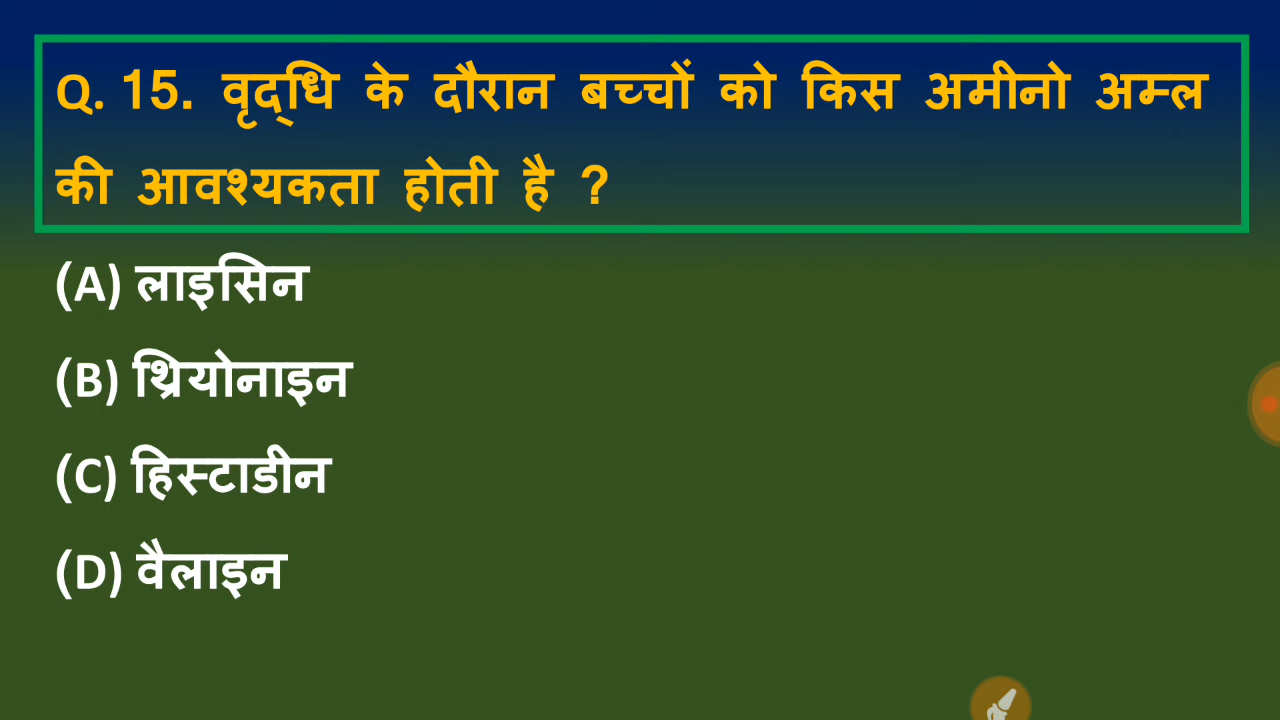 Q. 15. वृद्धि के दौरान बच्चों को किस अमीनो अम्ल
की आवश्यकता होती है ?
(A) लाइसिन
(B) थ्रियोनाइन
(C) हिस्टाडीन
(D) वैलाइन